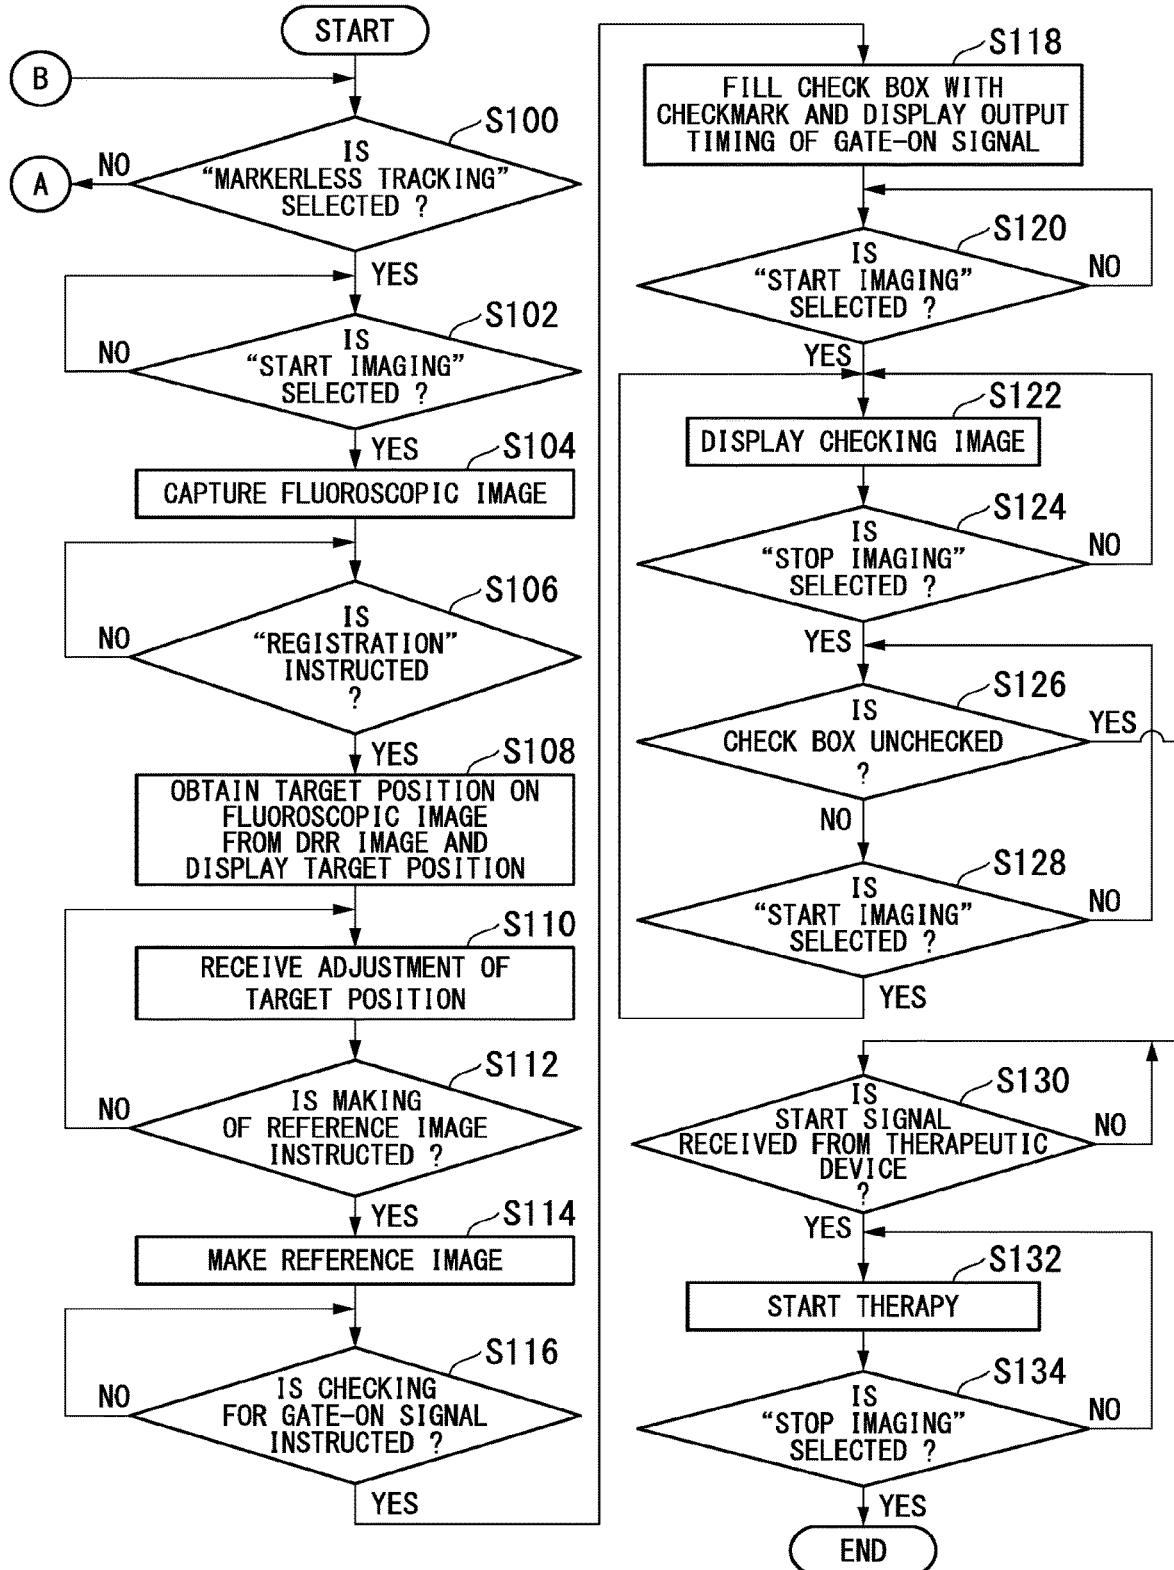 START
B
S100
IS
“MARKERLESS TRACKING”
SELECTED ?
NO
A
YES
S102
IS
“START IMAGING”
SELECTED ?
NO
YES
S104
CAPTURE FLUOROSCOPIC IMAGE
S106
IS
“REGISTRATION”
INSTRUCTED
?
NO
YES
S108
OBTAIN TARGET POSITION ON
FLUOROSCOPIC IMAGE
FROM DRR IMAGE AND
DISPLAY TARGET POSITION
S110
RECEIVE ADJUSTMENT OF
TARGET POSITION
S112
IS MAKING
OF REFERENCE IMAGE
INSTRUCTED ?
NO
YES
S114
MAKE REFERENCE IMAGE
S116
IS CHECKING
FOR GATE-ON SIGNAL
INSTRUCTED ?
NO
YES
S118
FILL CHECK BOX WITH
CHECKMARK AND DISPLAY OUTPUT
TIMING OF GATE-ON SIGNAL
S120
IS
“START IMAGING”
SELECTED ?
NO
YES
S122
DISPLAY CHECKING IMAGE
S124
IS
“STOP IMAGING”
SELECTED ?
NO
YES
S126
IS
CHECK BOX UNCHECKED
?
YES
NO
S128
IS
“START IMAGING”
SELECTED ?
NO
YES
S130
IS
START SIGNAL
RECEIVED FROM THERAPEUTIC
DEVICE
?
NO
YES
S132
START THERAPY
S134
IS
“STOP IMAGING”
SELECTED ?
NO
YES
END